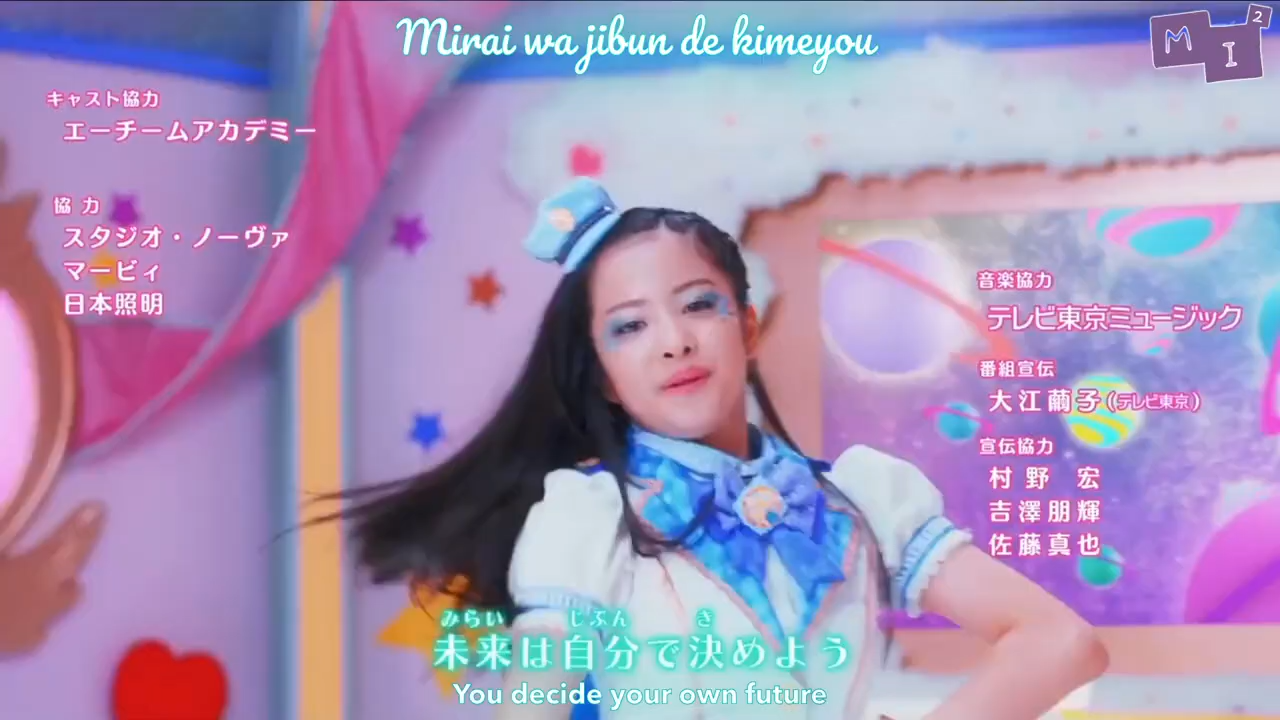 Mirai wa jibun de kimeyou
M
I
2
キャスト協力
エーチームアカデミー
協力
スタジオ・ノーヴァ
マービィ
日本照明
音楽協力
テレビ東京ミュージック
番組宣伝
大江繭子(テレビ東京)
宣伝協力
村野 宏
吉澤朋輝
佐藤真也
みらい じぶん き
未来は自分で決めよう
You decide your own future